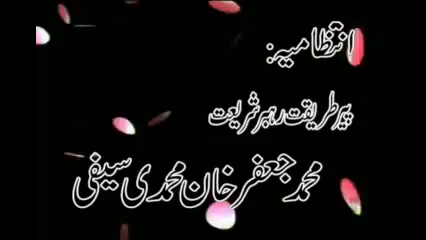 انتظامیہ:
پیر طریقت رہبر شریعت
محمد جعفر خان محمدی سیفی